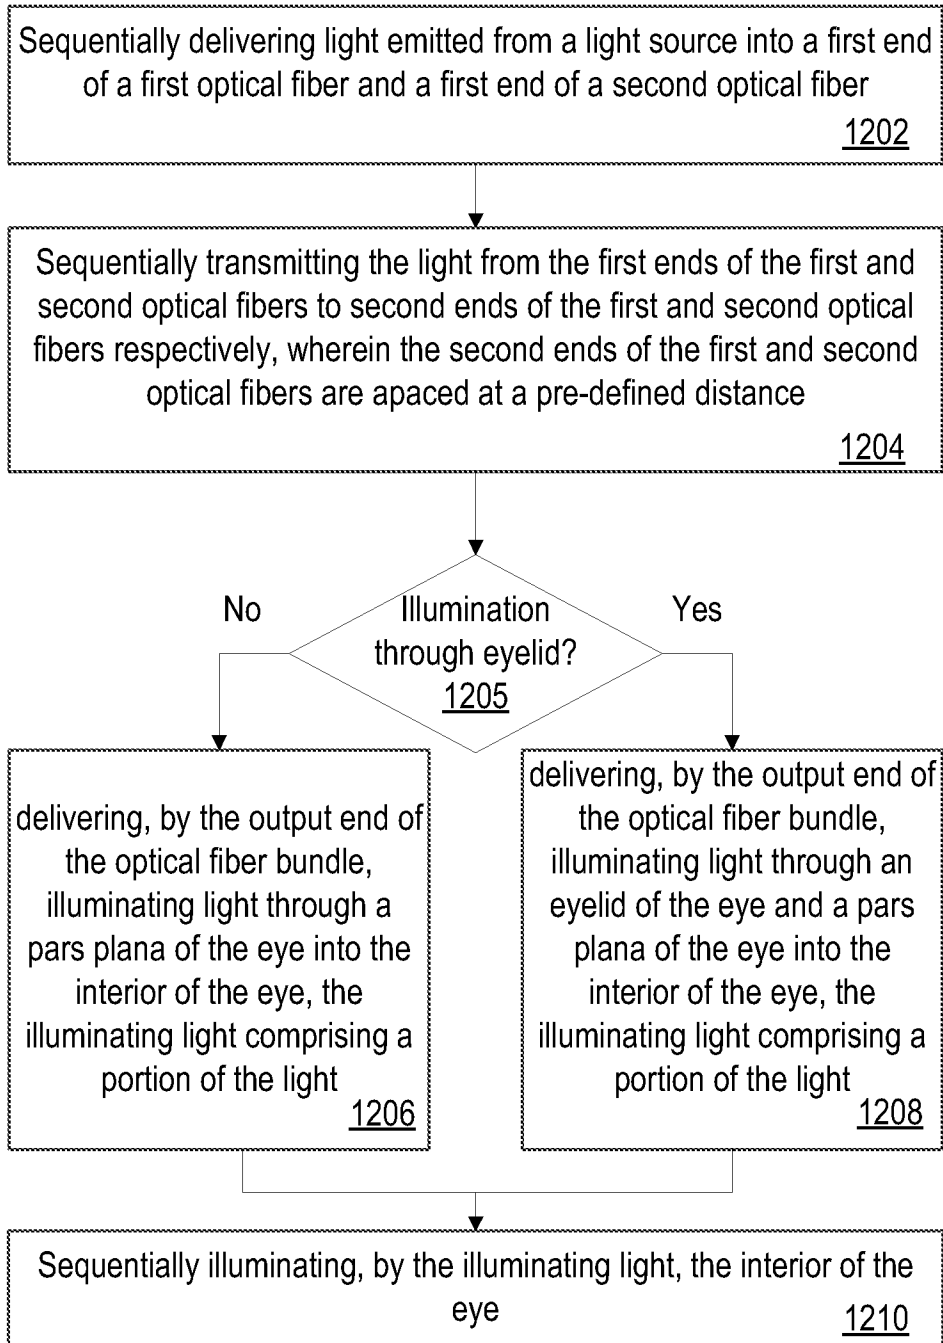 Sequentially delivering light emitted from a light source into a first end
of a first optical fiber and a first end of a second optical fiber
1202
Sequentially transmitting the light from the first ends of the first and
second optical fibers to second ends of the first and second optical
fibers respectively, wherein the second ends of the first and second
optical fibers are apaced at a pre-defined distance
1204
No
Illumination
through eyelid?
1205
Yes
delivering, by the output end of
the optical fiber bundle,
illuminating light through a
pars plana of the eye into the
interior of the eye, the
illuminating light comprising a
portion of the light
1206
delivering, by the output end of
the optical fiber bundle,
illuminating light through an
eyelid of the eye and a pars
plana of the eye into the
interior of the eye, the
illuminating light comprising a
portion of the light
1208
Sequentially illuminating, by the illuminating light, the interior of the
eye
1210